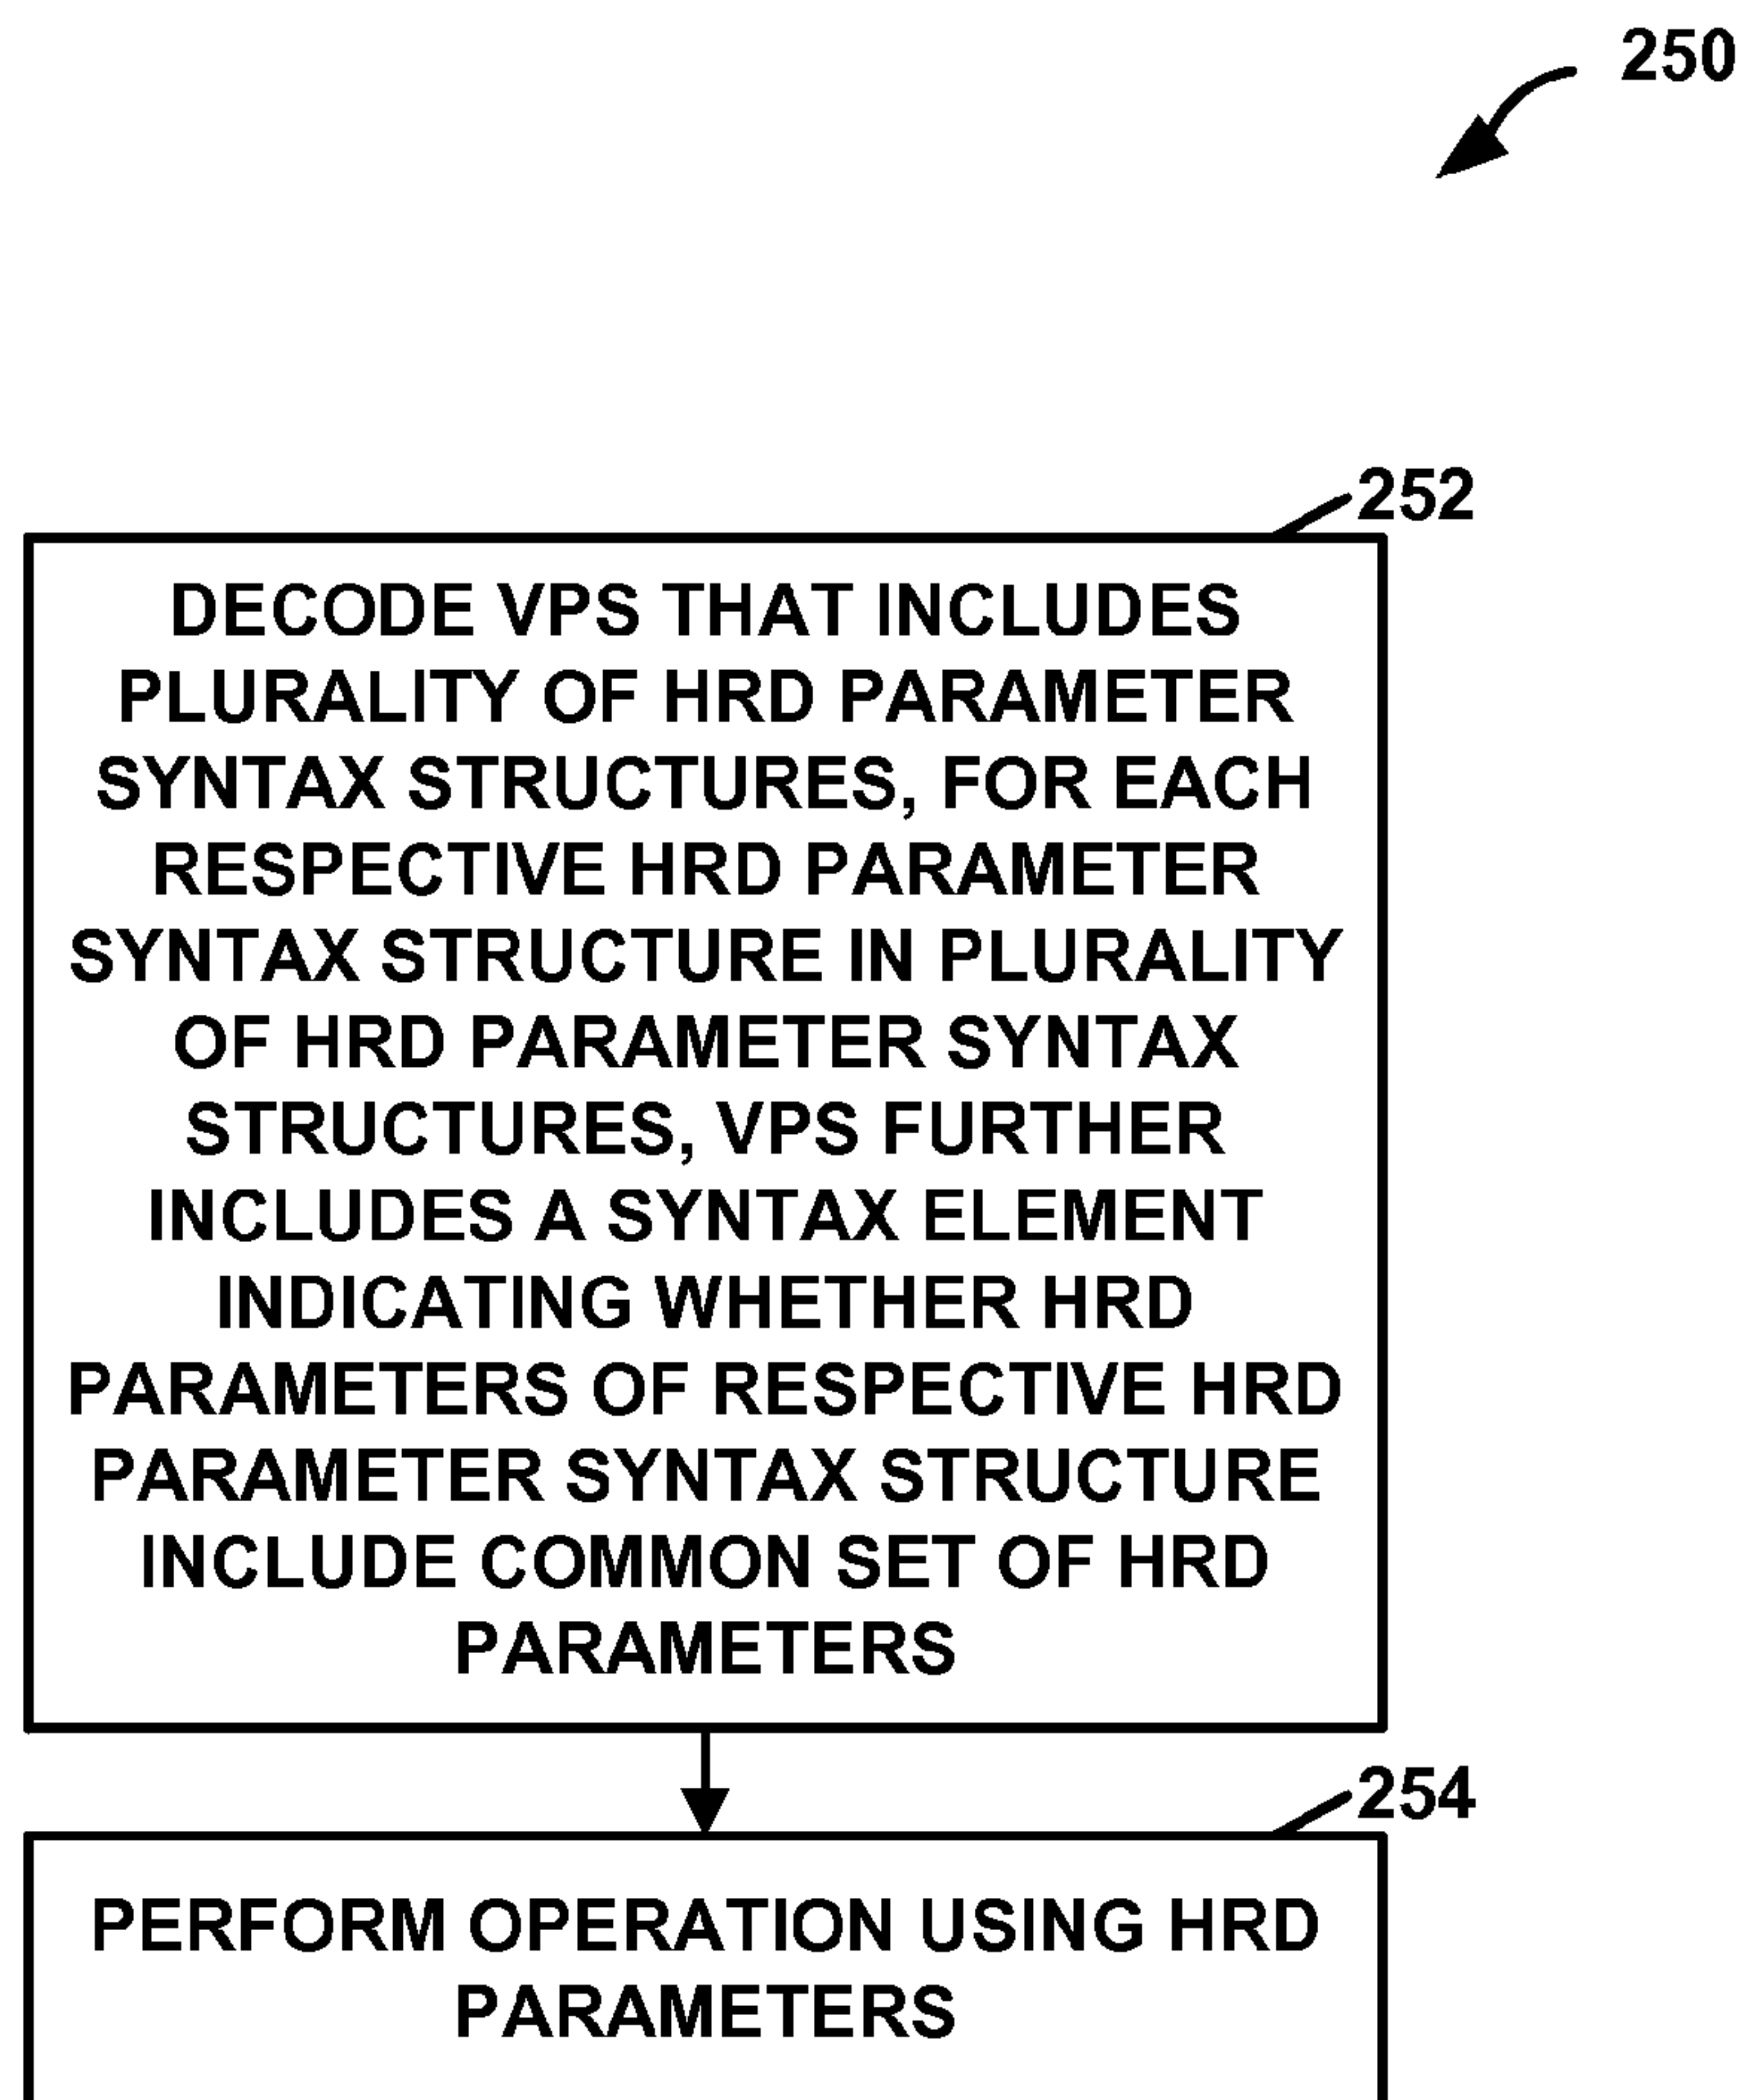 250
252
DECODE VPS THAT INCLUDES
PLURALITY OF HRD PARAMETER
SYNTAX STRUCTURES, FOR EACH
RESPECTIVE HRD PARAMETER
SYNTAX STRUCTURE IN PLURALITY
OF HRD PARAMETER SYNTAX
STRUCTURES, VPS FURTHER
INCLUDES A SYNTAX ELEMENT
INDICATING WHETHER HRD
PARAMETERS OF RESPECTIVE HRD
PARAMETER SYNTAX STRUCTURE
INCLUDE COMMON SET OF HRD
PARAMETERS
254
PERFORM OPERATION USING HRD
PARAMETERS